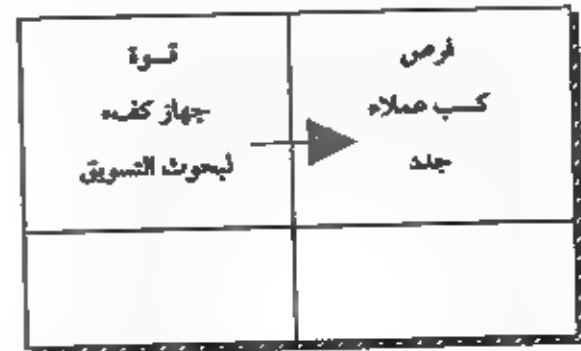 فرص
كسب عملاء
جدد
قوة
جهاز كفء
لبحوث التسويق